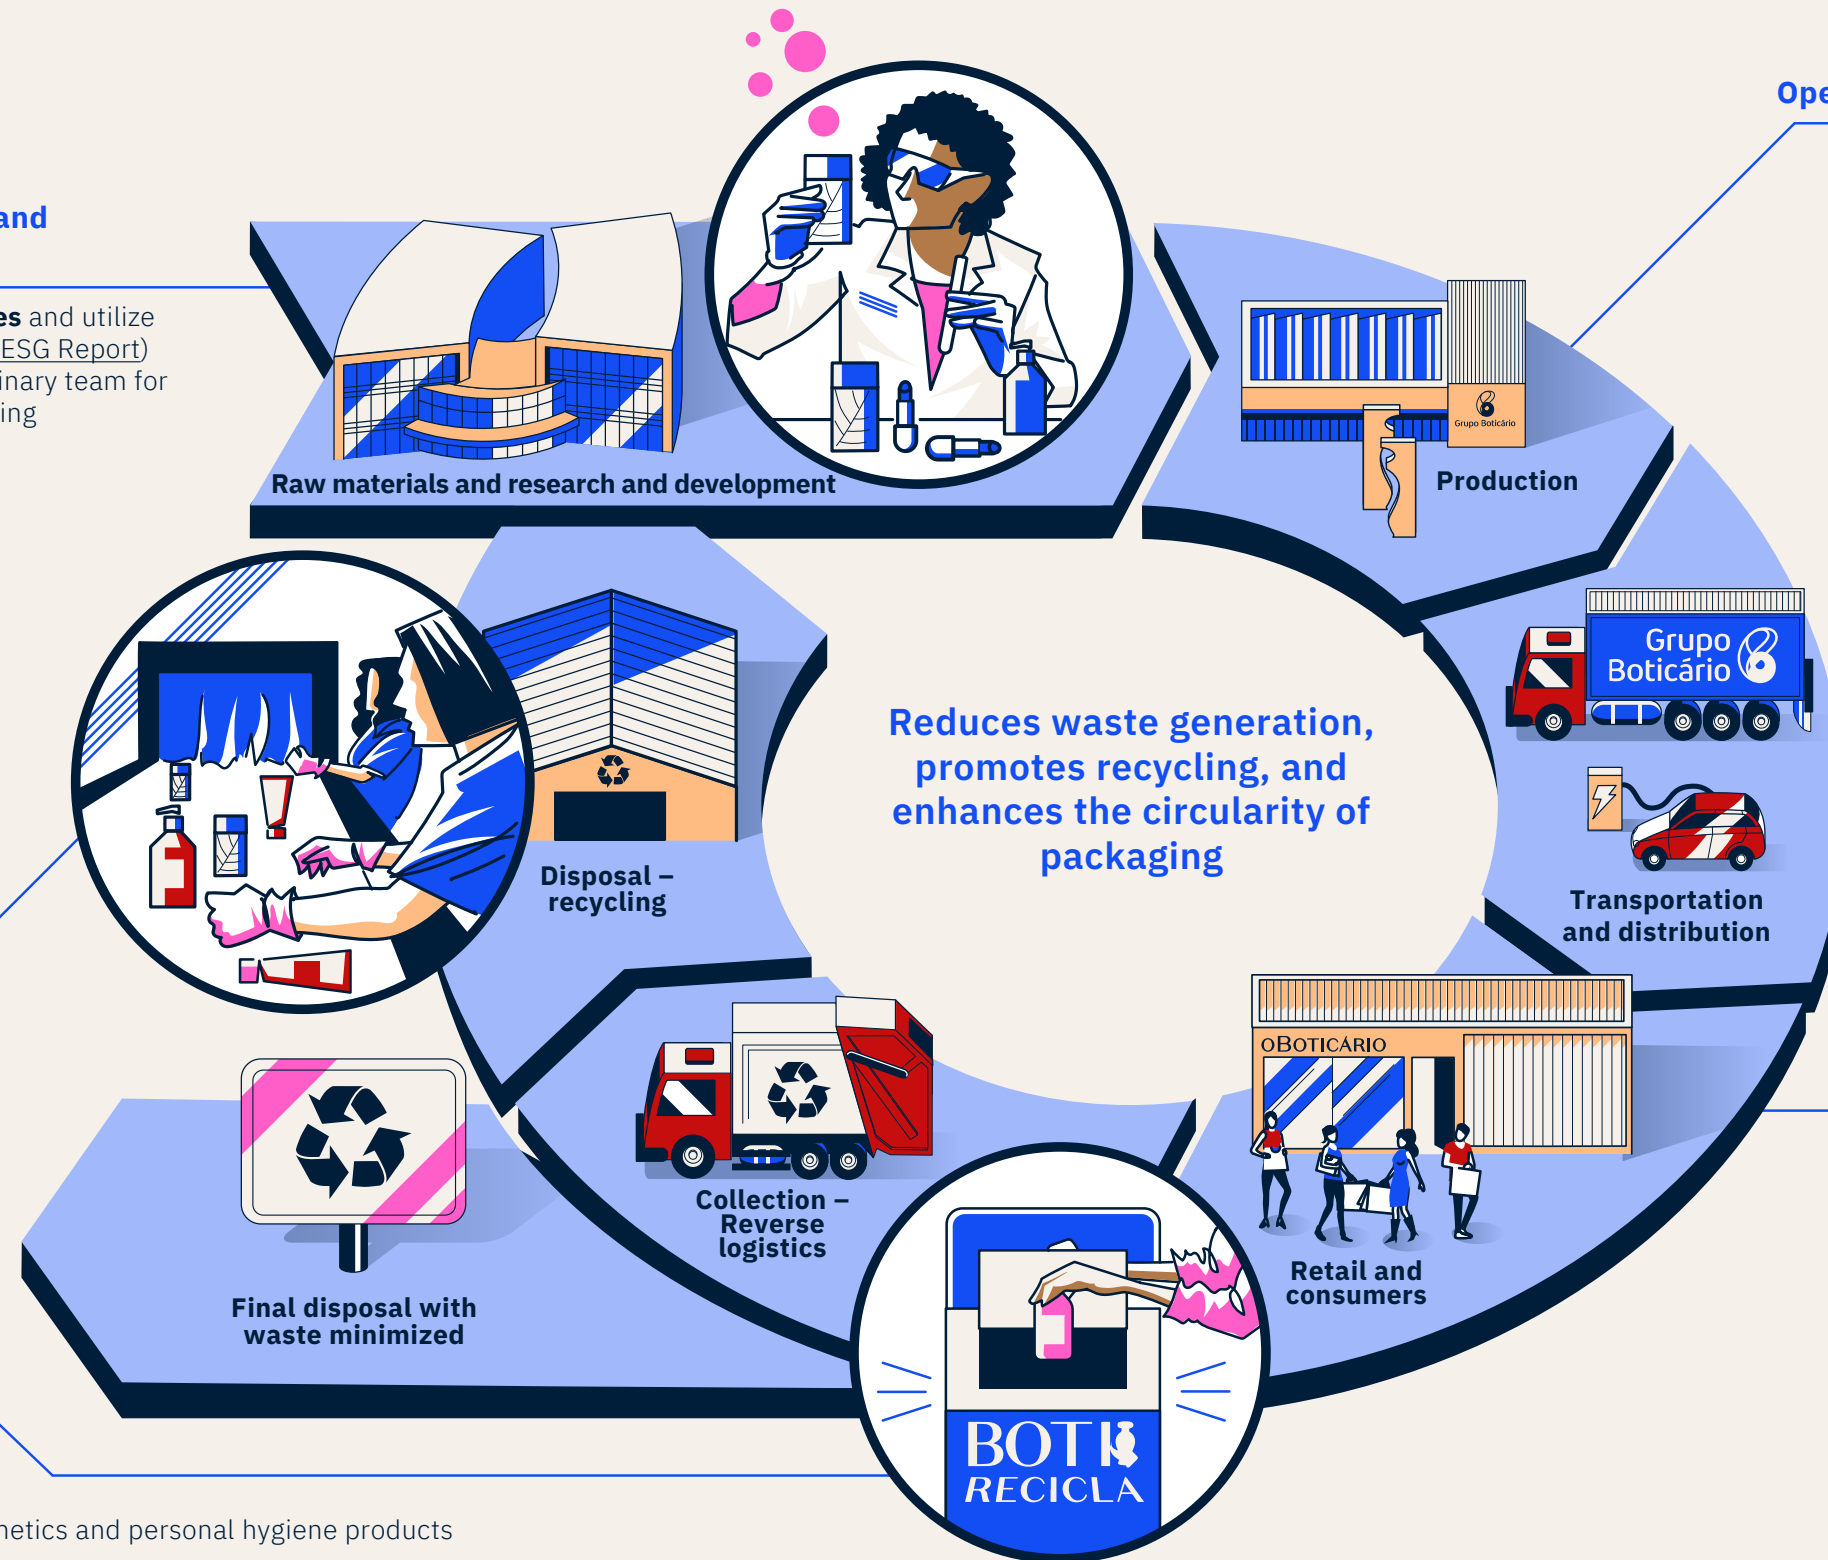 Ope
and
es and utilize
ESG Report)
inary team for
ing
Raw materials and research and development
Grupo Boticário
Production
Grupo
Boticário
Reduces waste generation,
promotes recycling, and
enhances the circularity of
packaging
Disposal –
recycling
Transportation
and distribution
OBOTICÁRIO
Collection –
Reverse
logistics
Retail and
consumers
Final disposal with
waste minimized
BOTI
RECICLA
netics and personal hygiene products